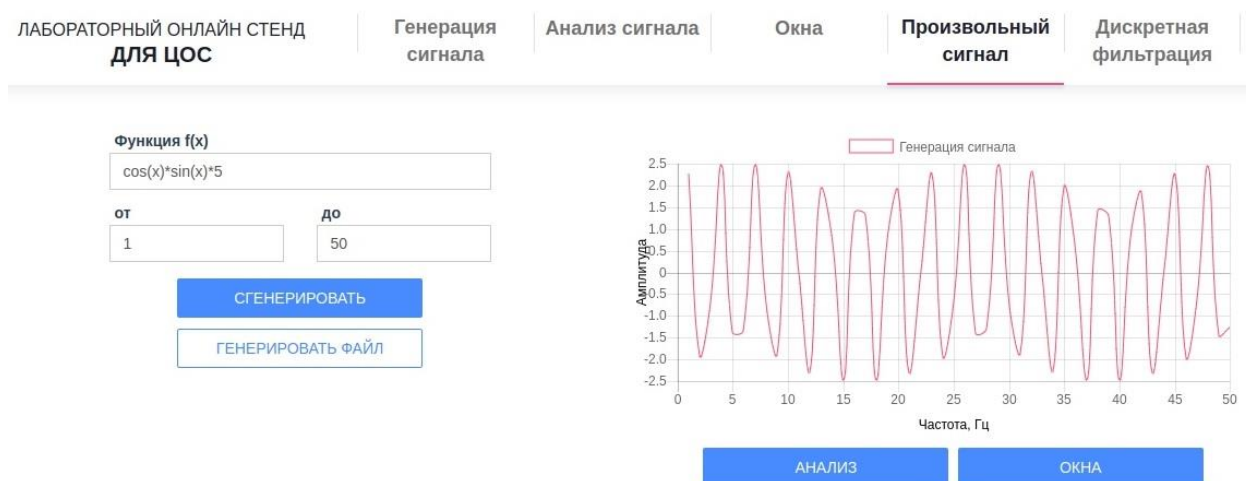 ЛАБОРАТОРНЫЙ ОНЛАЙН СТЕНД
ДЛЯ ЦОС
Генерация
сигнала
Анализ сигнала
Окна
Произвольный
сигнал
Дискретная
фильтрация
Функция f(x)
cos(x)*sin(x)*5
от
до
1
50
СГЕНЕРИРОВАТЬ
ГЕНЕРИРОВАТЬ ФАЙЛ
Генерация сигнала
Амплитуда
2.5
2.0
1.5
1.0
0.5
0
-0.5
-1.0
-1.5
-2.0
-2.5
0 5 10 15 20 25 30 35 40 45 50
Частота, Гц
АНАЛИЗ
ОКНА